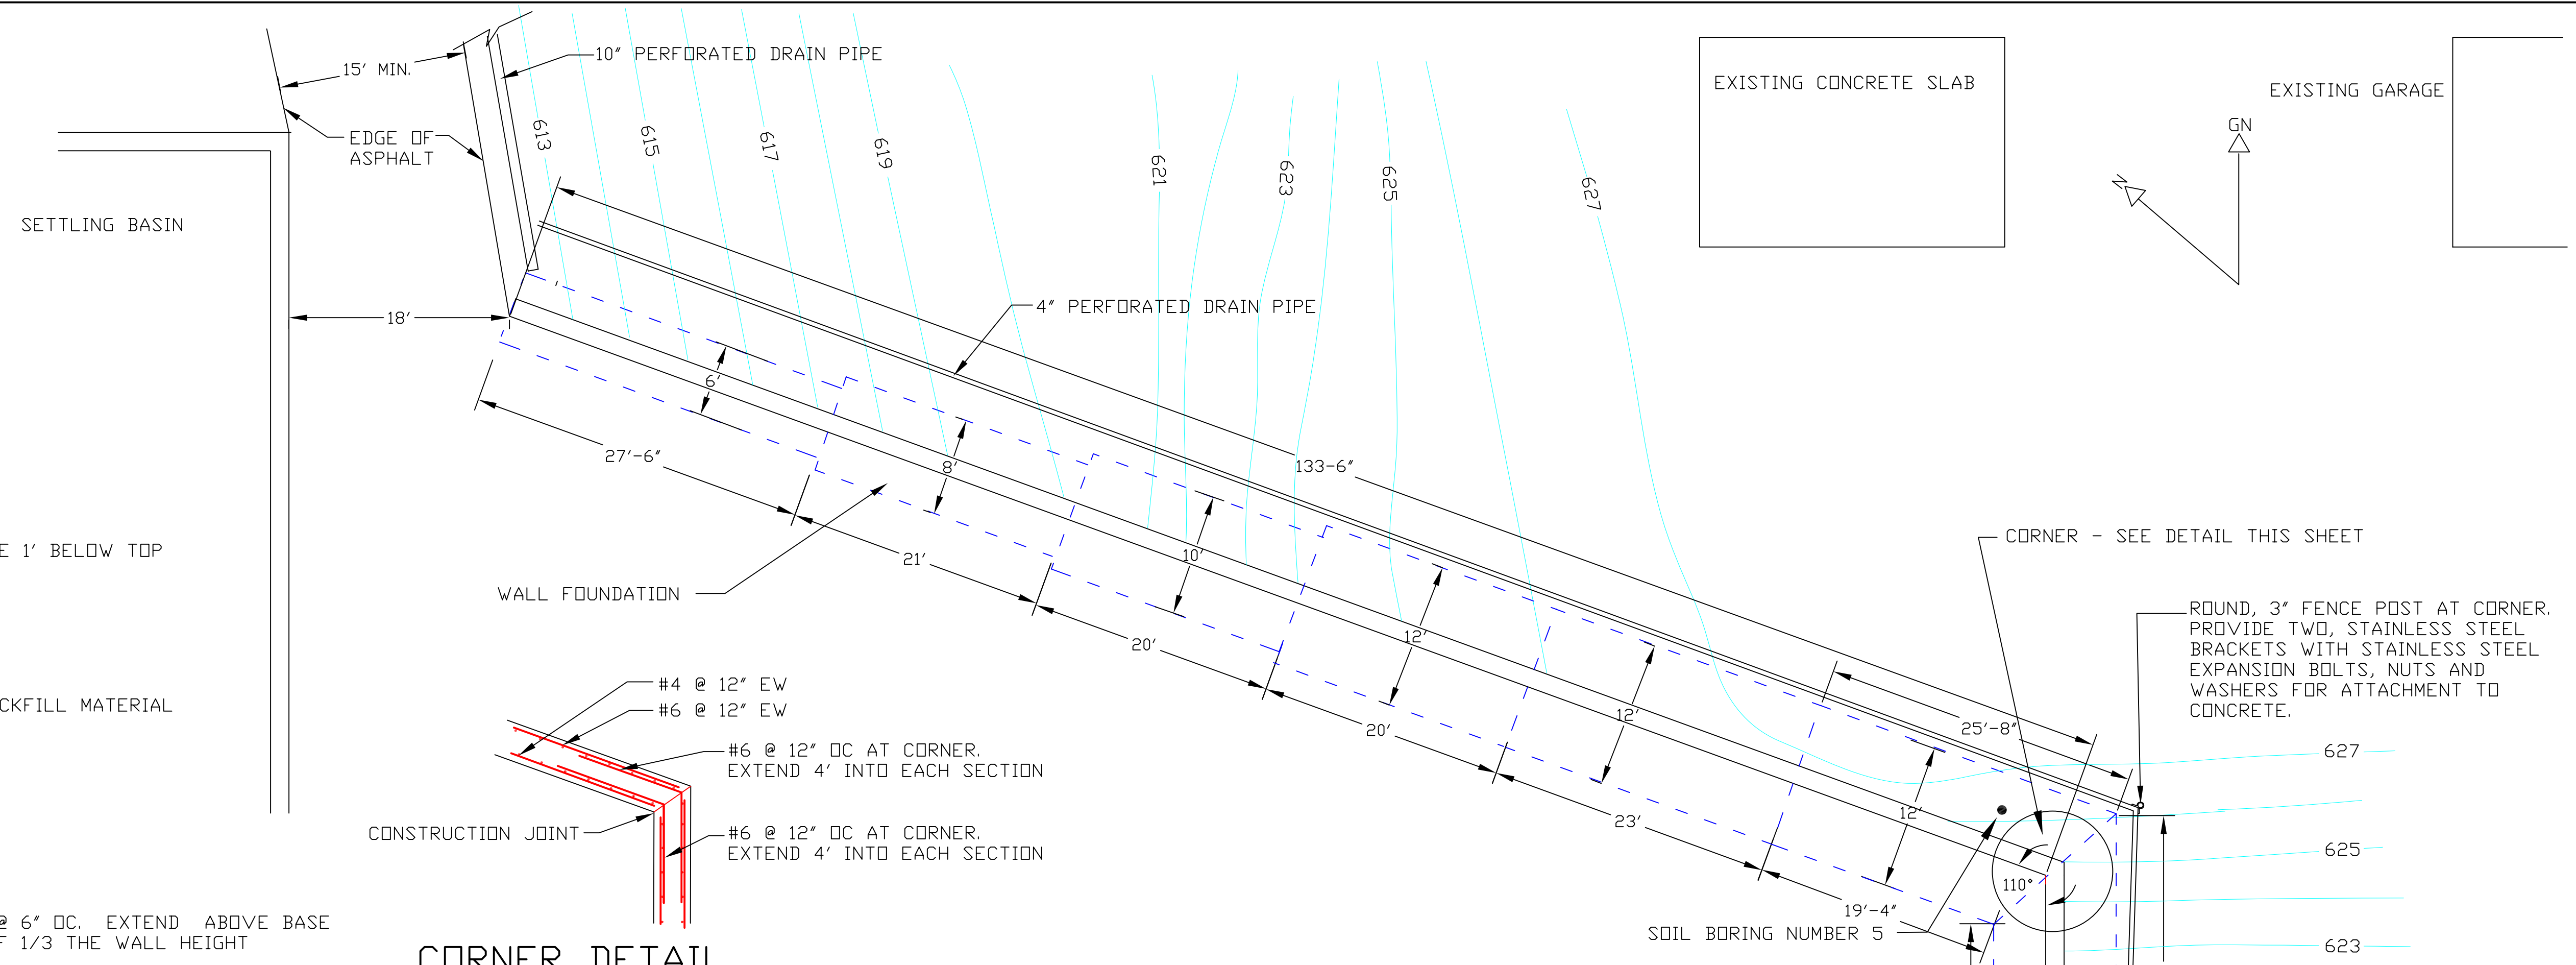 10" PERFORATED DRAIN PIPE
15' MIN.
EXISTING CONCRETE SLAB
EXISTING GARAGE
EDGE OF
ASPHALT
613
615
617
619
621
623
625
627
GN
N
SETTLING BASIN
18'
4" PERFORATED DRAIN PIPE
6'
27'-6"
8'
133-6"
E 1' BELOW TOP
WALL FOUNDATION
21'
10'
20'
12'
20'
12'
23'
12'
25'-8"
19'-4"
CORNER - SEE DETAIL THIS SHEET
ROUND, 3" FENCE POST AT CORNER.
PROVIDE TWO, STAINLESS STEEL
BRACKETS WITH STAINLESS STEEL
EXPANSION BOLTS, NUTS AND
WASHERS FOR ATTACHMENT TO
CONCRETE.
627
625
623
110°
SOIL BORING NUMBER 5
CKFILL MATERIAL
#4 @ 12" EW
#6 @ 12" EW
#6 @ 12" OC AT CORNER.
EXTEND 4' INTO EACH SECTION
CONSTRUCTION JOINT
#6 @ 12" OC AT CORNER.
EXTEND 4' INTO EACH SECTION
@ 6" OC. EXTEND ABOVE BASE
F 1/3 THE WALL HEIGHT
CORNER DETAIL